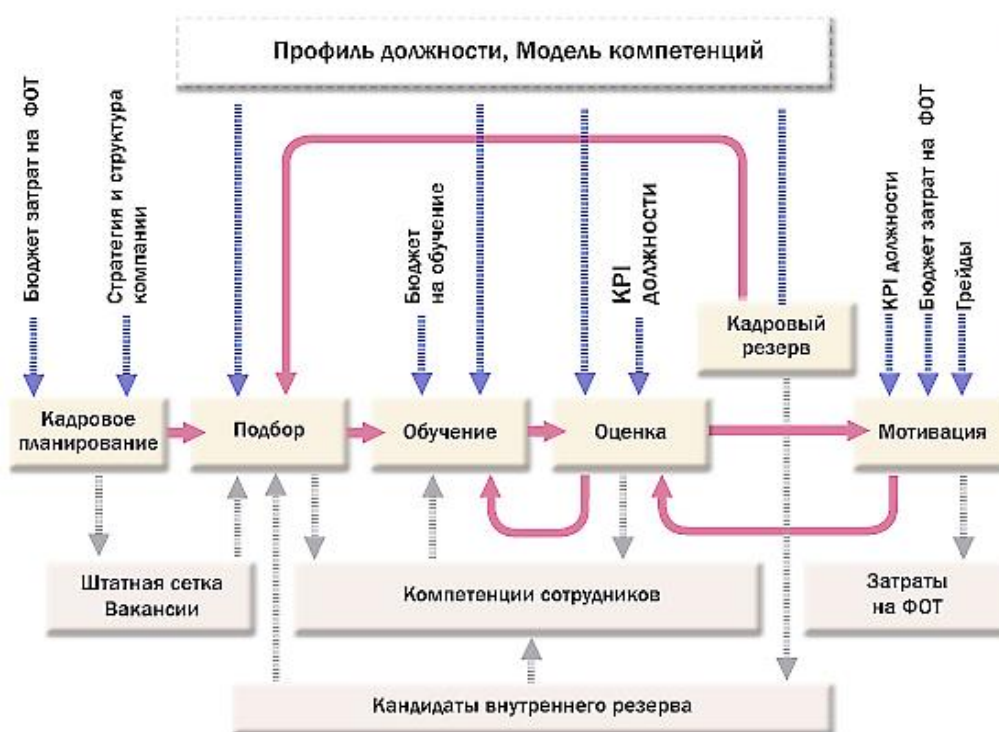 Профиль должности, Модель компетенций
Бюджет затрат на ФОТ
Стратегия и структура
компании
Бюджет
на обучение
KPI
должности
KPI должности
Бюджет затрат на ФОТ
Грейды
Кадровый
резерв
Кадровое
планирование
Подбор
Обучение
Оценка
Мотивация
Штатная сетка
Вакансии
Компетенции сотрудников
Затраты
на ФОТ
Кандидаты внутреннего резерва